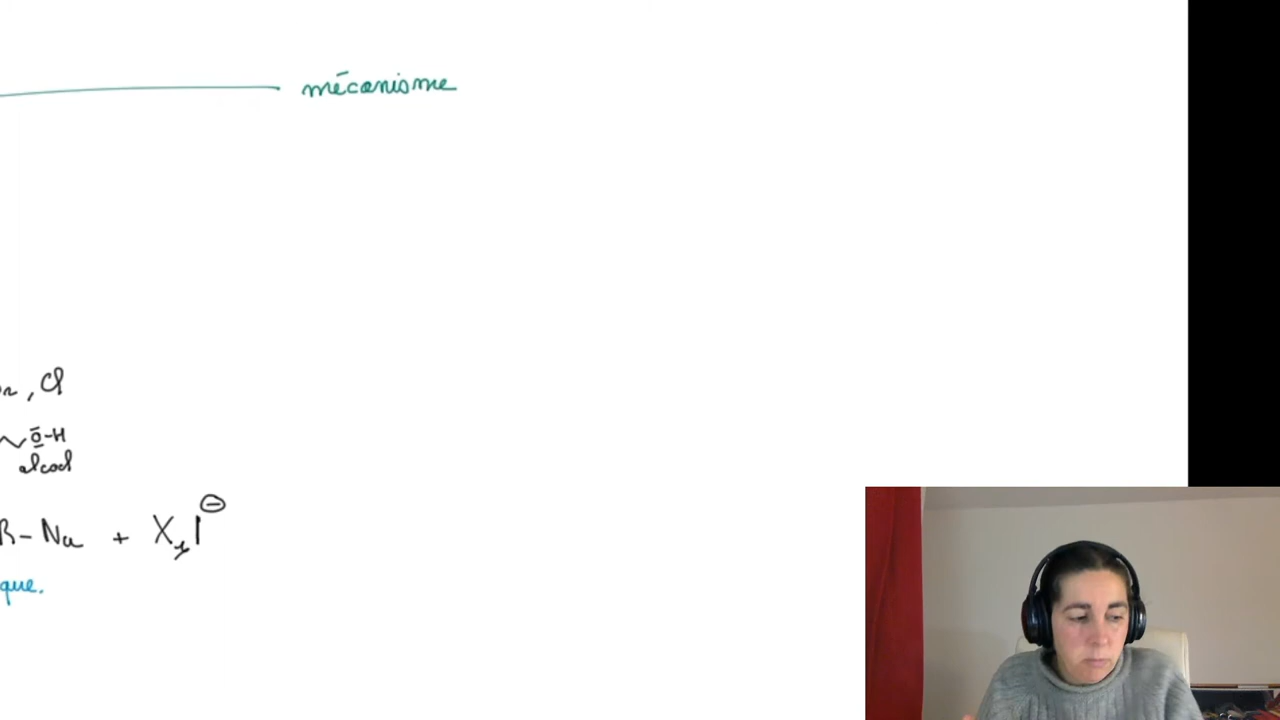 mécanisme
, Cl
O-H
alcool
R-Nu + X|⊖
que.